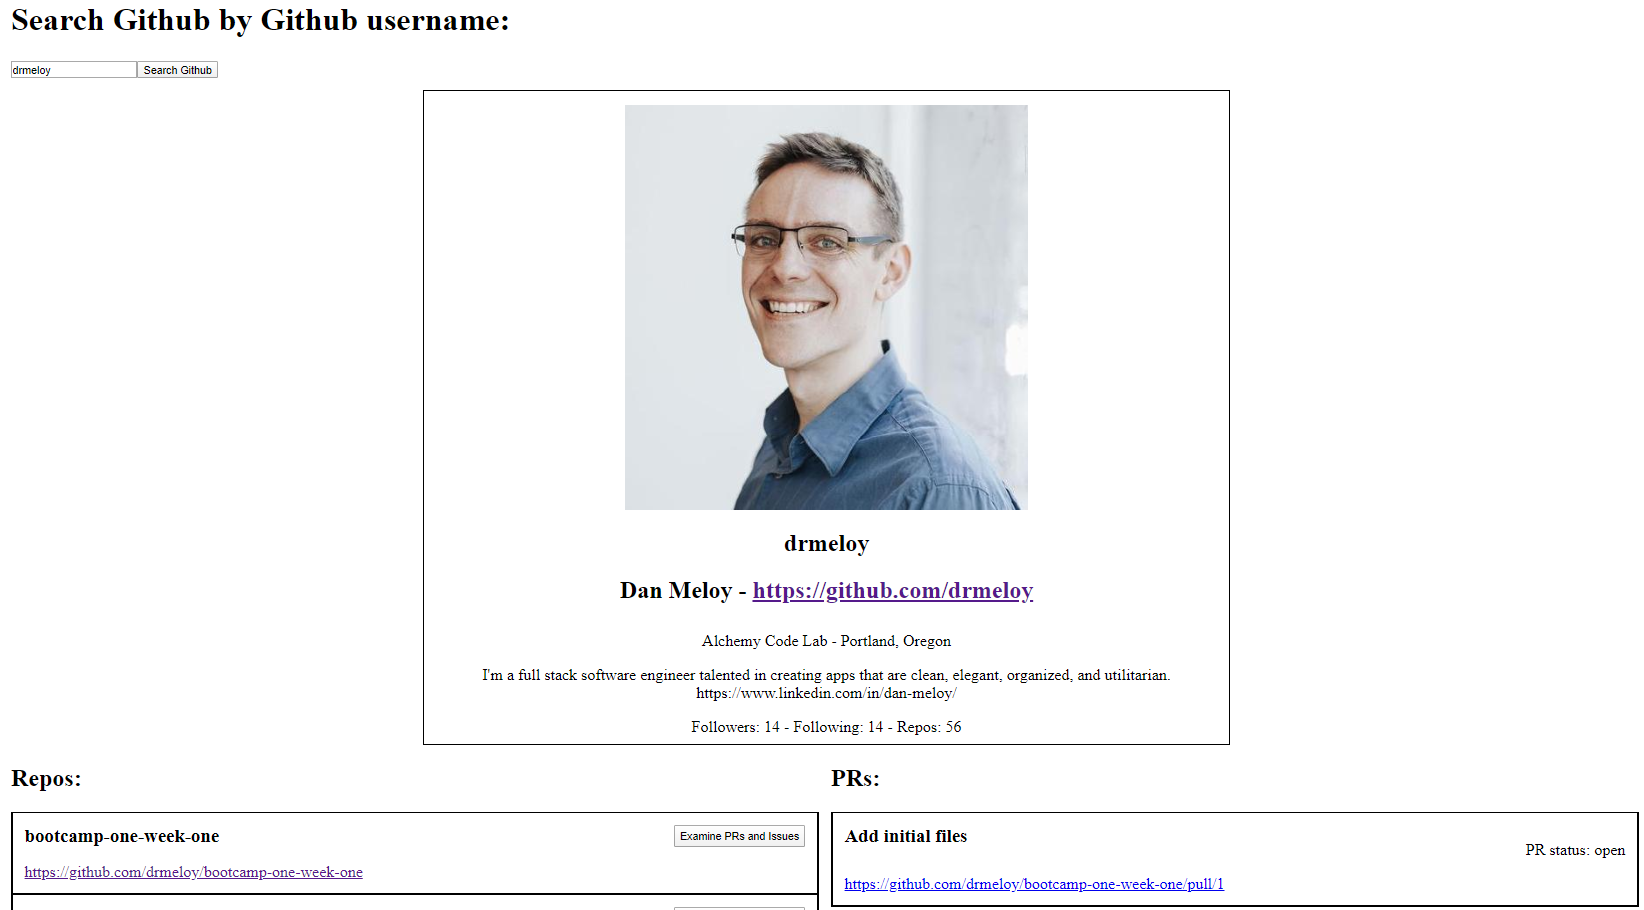 Search Github by Github username:
drmeloy
Search Github
drmeloy
Dan Meloy - https://github.com/drmeloy
Alchemy Code Lab - Portland, Oregon
I'm a full stack software engineer talented in creating apps that are clean, elegant, organized, and utilitarian.
https://www.linkedin.com/in/dan-meloy/
Followers: 14 - Following: 14 - Repos: 56
Repos:
bootcamp-one-week-one
Examine PRs and Issues
https://github.com/drmeloy/bootcamp-one-week-one
PRs:
Add initial files
PR status: open
https://github.com/drmeloy/bootcamp-one-week-one/pull/1